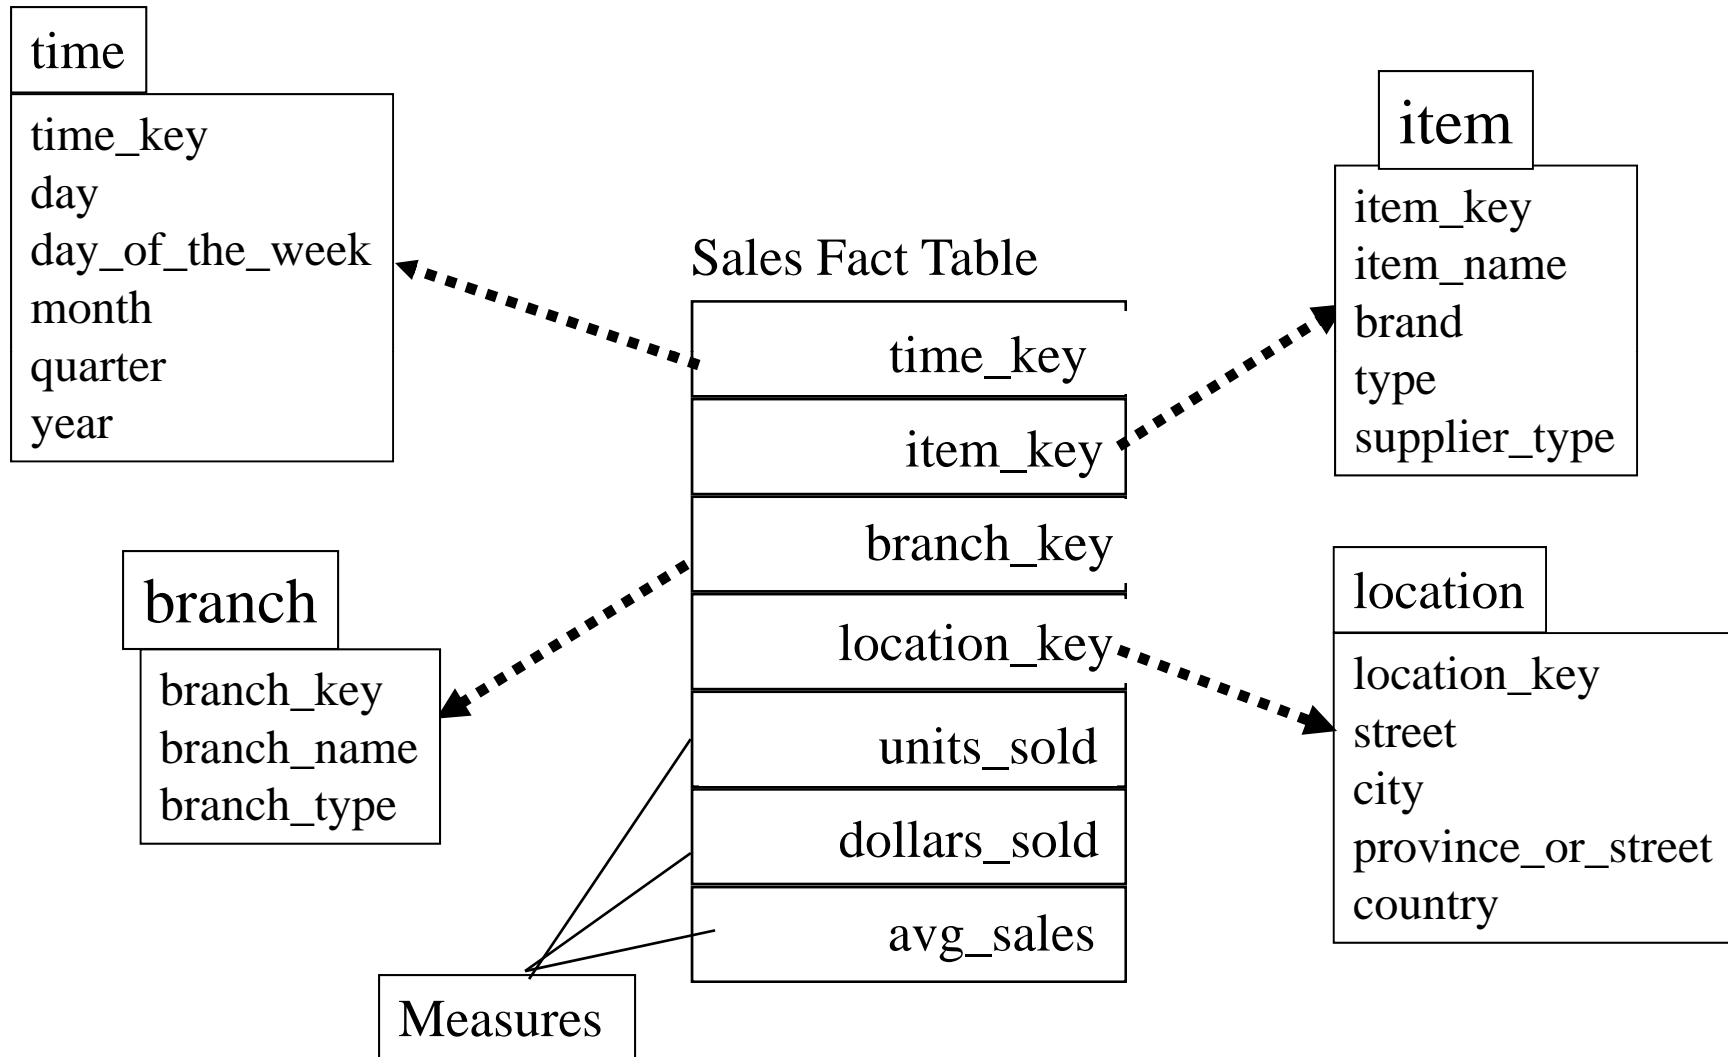 time
time_key
day
day_of_the_week
month
quarter
year
item
item_key
item_name
brand
type
supplier_type
Sales Fact Table
time_key
item_key
branch_key
location_key
units_sold
dollars_sold
avg_sales
branch
branch_key
branch_name
branch_type
location
location_key
street
city
province_or_street
country
Measures